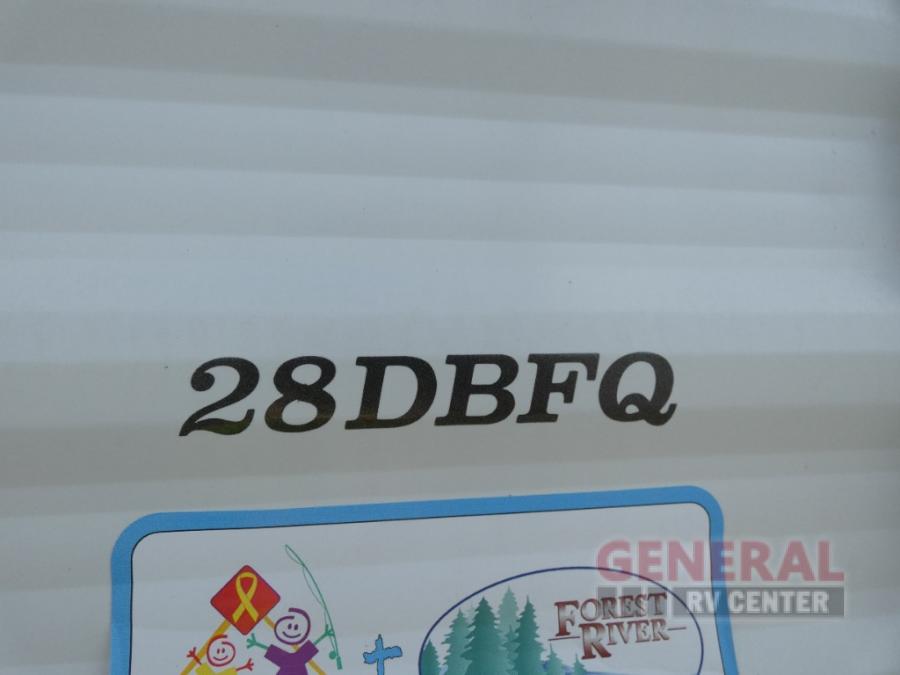 28DBFQ
FOREST
RIVER
GENERAL
RV CENTER